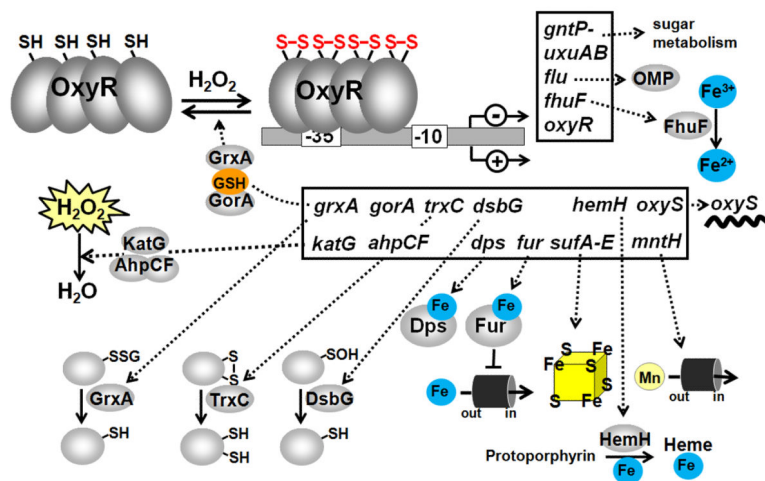 SH SH SH SH
S-S S-S S-S S-S
OxyR
H2O2
OxyR
-35
-10
-
+
gntP-
uxuAB
flu
fhuF
oxyR
sugar
metabolism
OMP
Fe3+
FhuF
Fe2+
GrxA
GSH
GorA
H2O2
KatG
AhpCF
H2O
grxA gorA trxC dsbG hemH oxyS
katG ahpCF dps fur sufA-E mntH
oxyS
Fe
Dps
Fe
Fur
Fe
out in
S Fe
Fe S
S
S Fe
Mn
out in
SSG
GrxA
SH
S
S
TrxC
SH
SH
SOH
DsbG
SH
HemH
Protoporphyrin
Fe
Heme
Fe